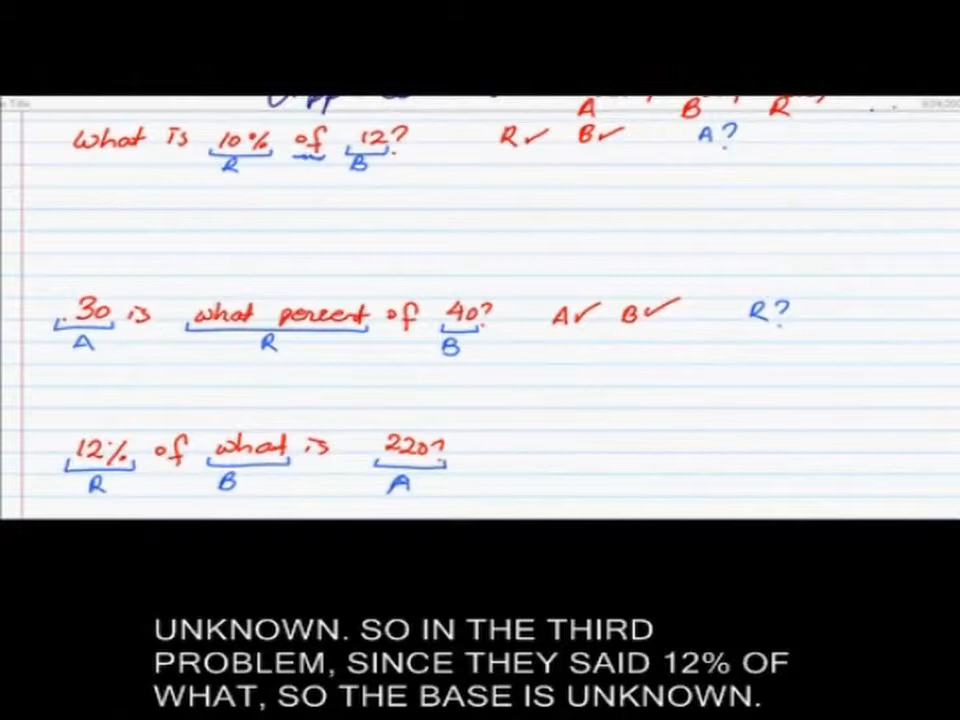 A B R
What is 10% of 12? R✓ B✓ A?
R B
30 is what percent of 40? A✓ B✓ R?
A R B
12% of what is 220?
R B A
UNKNOWN. SO IN THE THIRD
PROBLEM, SINCE THEY SAID 12% OF
WHAT, SO THE BASE IS UNKNOWN.